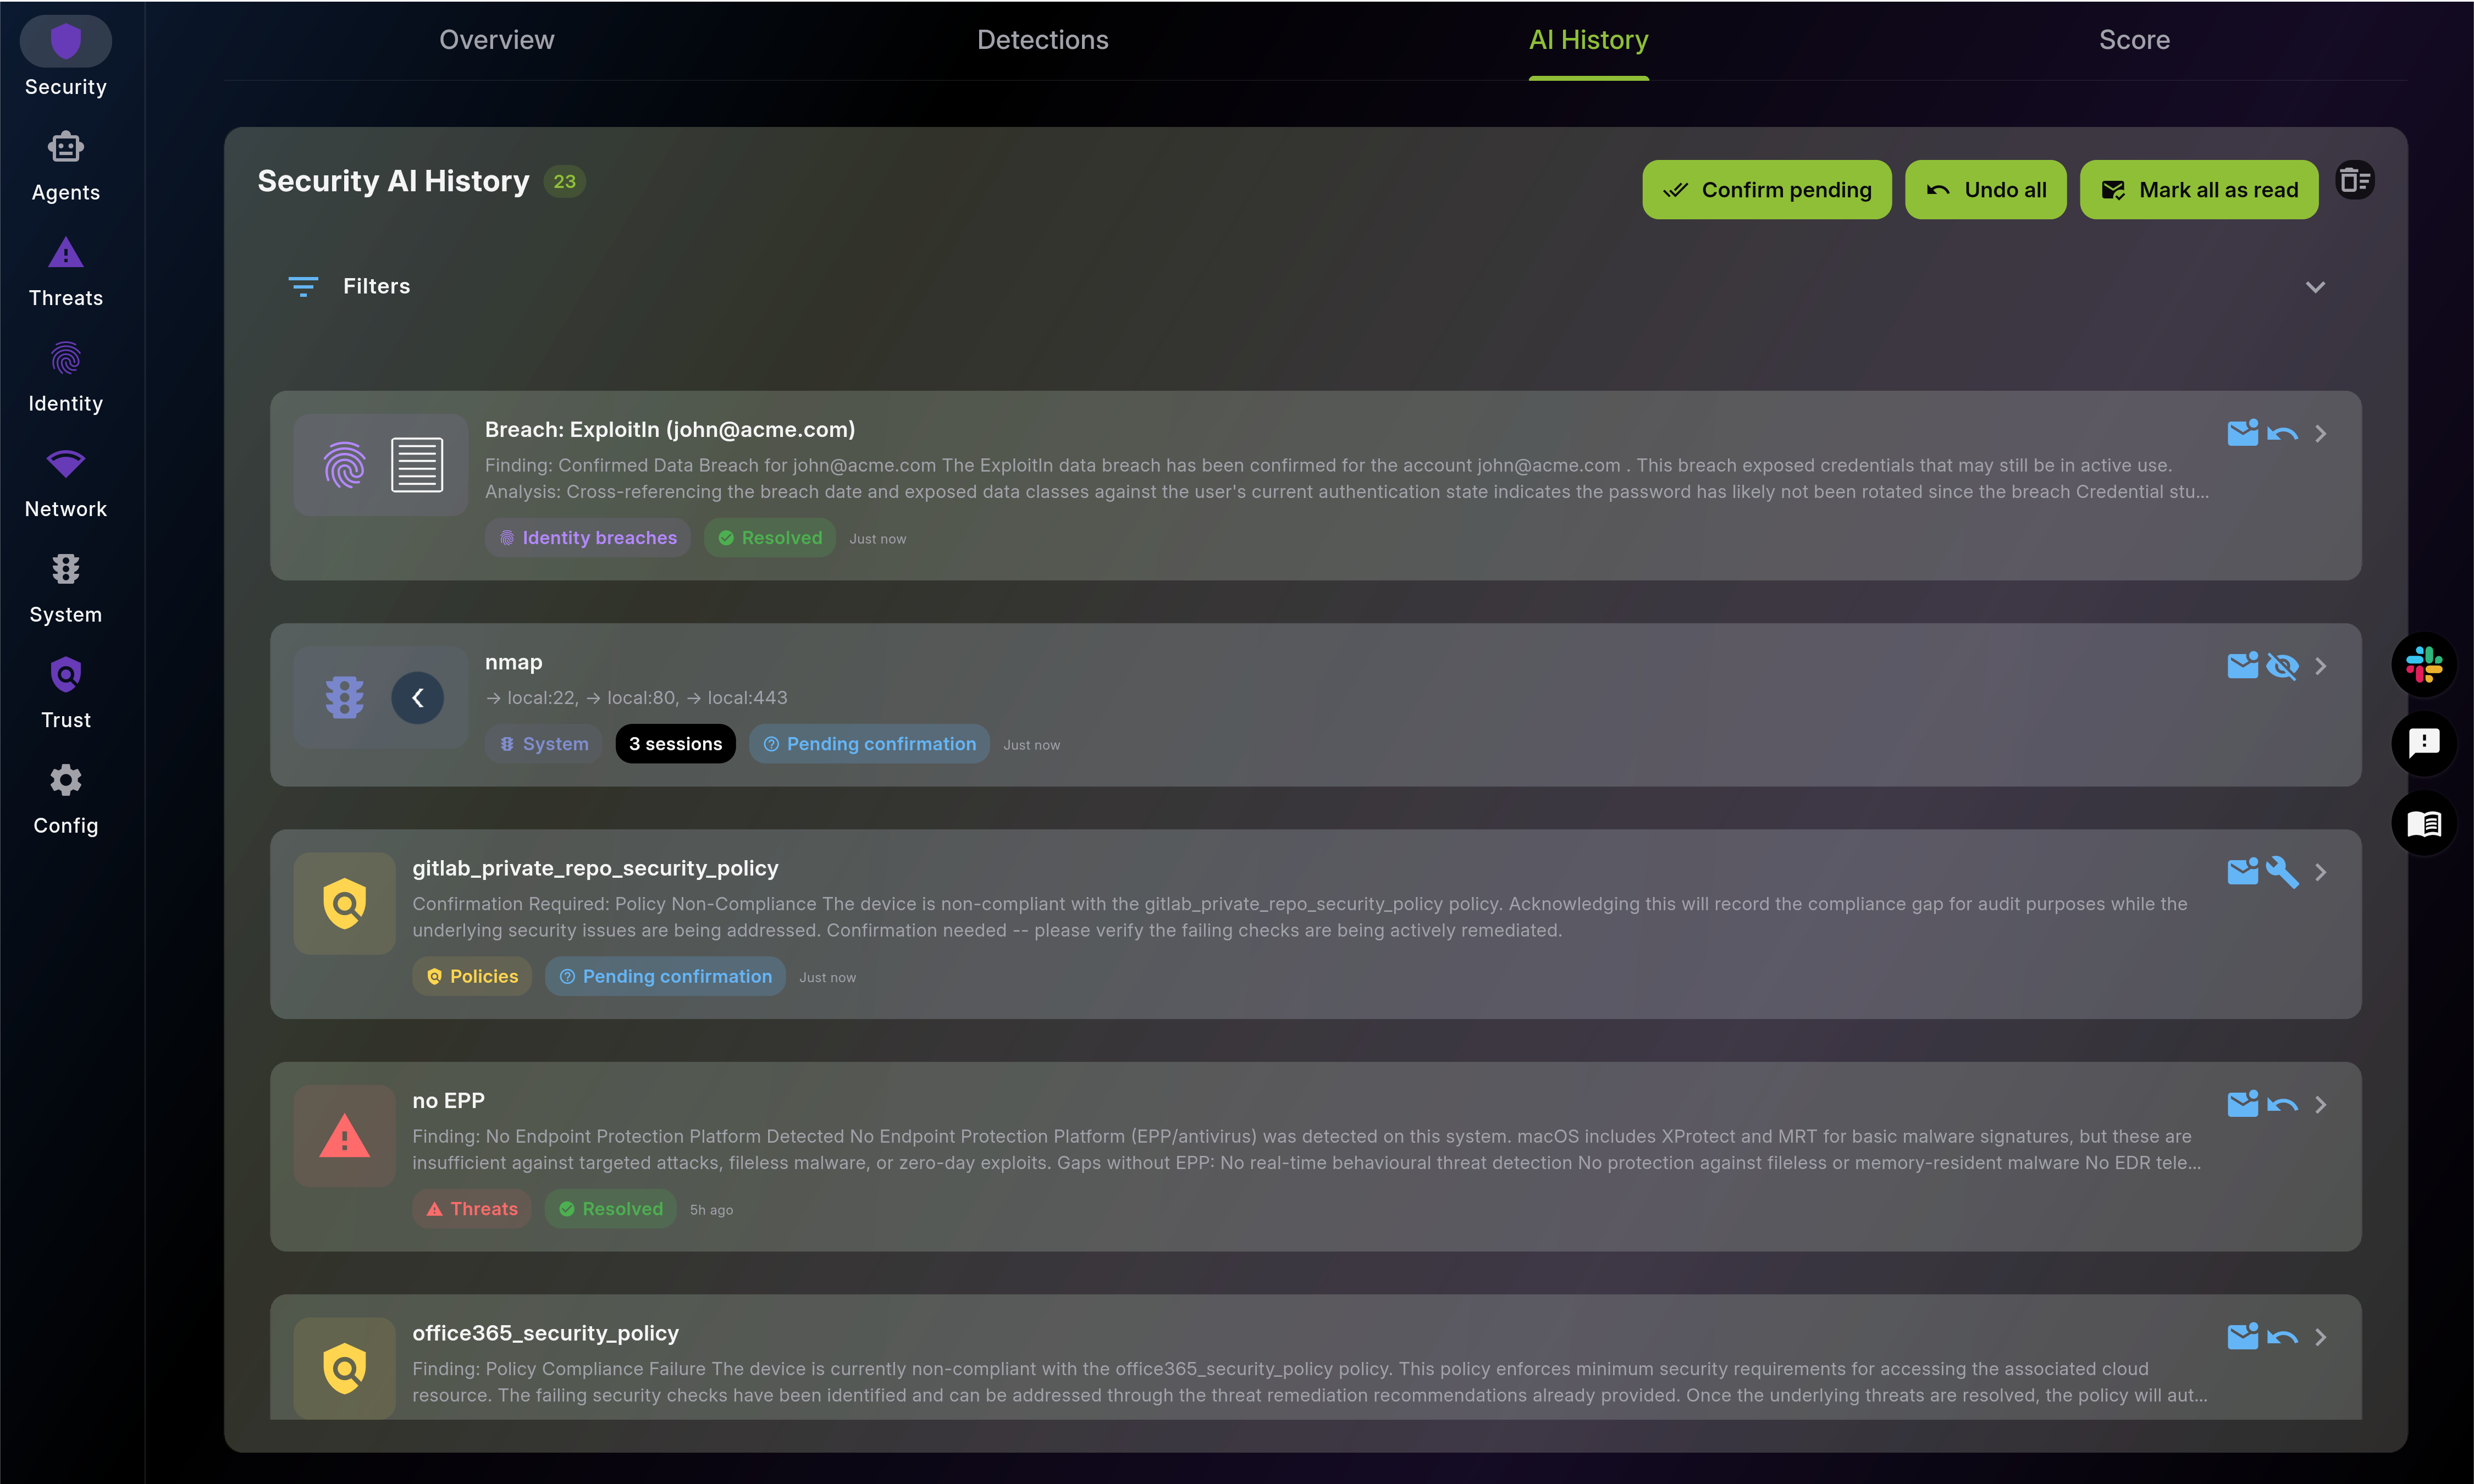 Security
Agents
Threats
Identity
Network
System
Trust
Config
Overview
Detections
AI History
Score
Security AI History
23
Confirm pending
Undo all
Mark all as read
Filters
Breach: ExploitIn (john@acme.com)
Finding: Confirmed Data Breach for john@acme.com The ExploitIn data breach has been confirmed for the account john@acme.com . This breach exposed credentials that may still be in active use.
Analysis: Cross-referencing the breach date and exposed data classes against the user's current authentication state indicates the password has likely not been rotated since the breach Credential stu...
Identity breaches
Resolved
Just now
nmap
→ local:22, → local:80, → local:443
System
3 sessions
Pending confirmation
Just now
gitlab_private_repo_security_policy
Confirmation Required: Policy Non-Compliance The device is non-compliant with the gitlab_private_repo_security_policy policy. Acknowledging this will record the compliance gap for audit purposes while the
underlying security issues are being addressed. Confirmation needed -- please verify the failing checks are being actively remediated.
Policies
Pending confirmation
Just now
no EPP
Finding: No Endpoint Protection Platform Detected No Endpoint Protection Platform (EPP/antivirus) was detected on this system. macOS includes XProtect and MRT for basic malware signatures, but these are
insufficient against targeted attacks, fileless malware, or zero-day exploits. Gaps without EPP: No real-time behavioural threat detection No protection against fileless or memory-resident malware No EDR tele...
Threats
Resolved
5h ago
office365_security_policy
Finding: Policy Compliance Failure The device is currently non-compliant with the office365_security_policy policy. This policy enforces minimum security requirements for accessing the associated cloud
resource. The failing security checks have been identified and can be addressed through the threat remediation recommendations already provided. Once the underlying threats are resolved, the policy will aut...